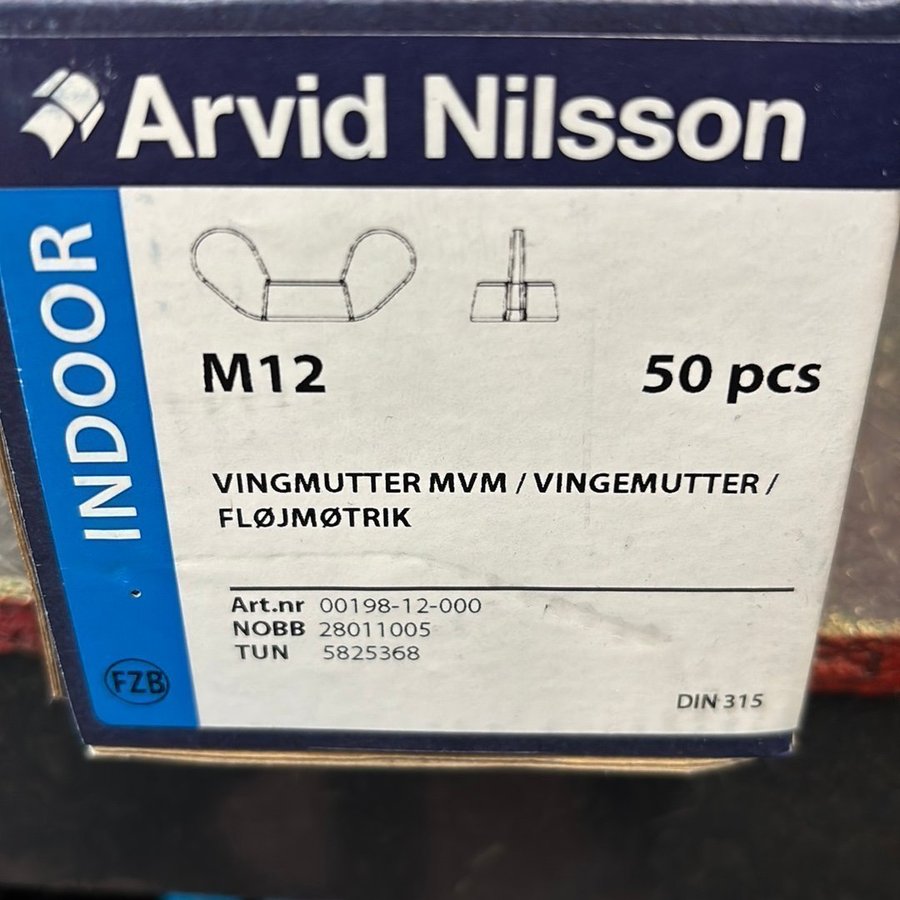 Arvid Nilsson
INDOOR
M12
50 pcs
VINGMUTTER MVM / VINGEMUTTER /
FLØJMØTRIK
Art.nr 00198-12-000
NOBB 28011005
TUN 5825368
FZB
DIN 315